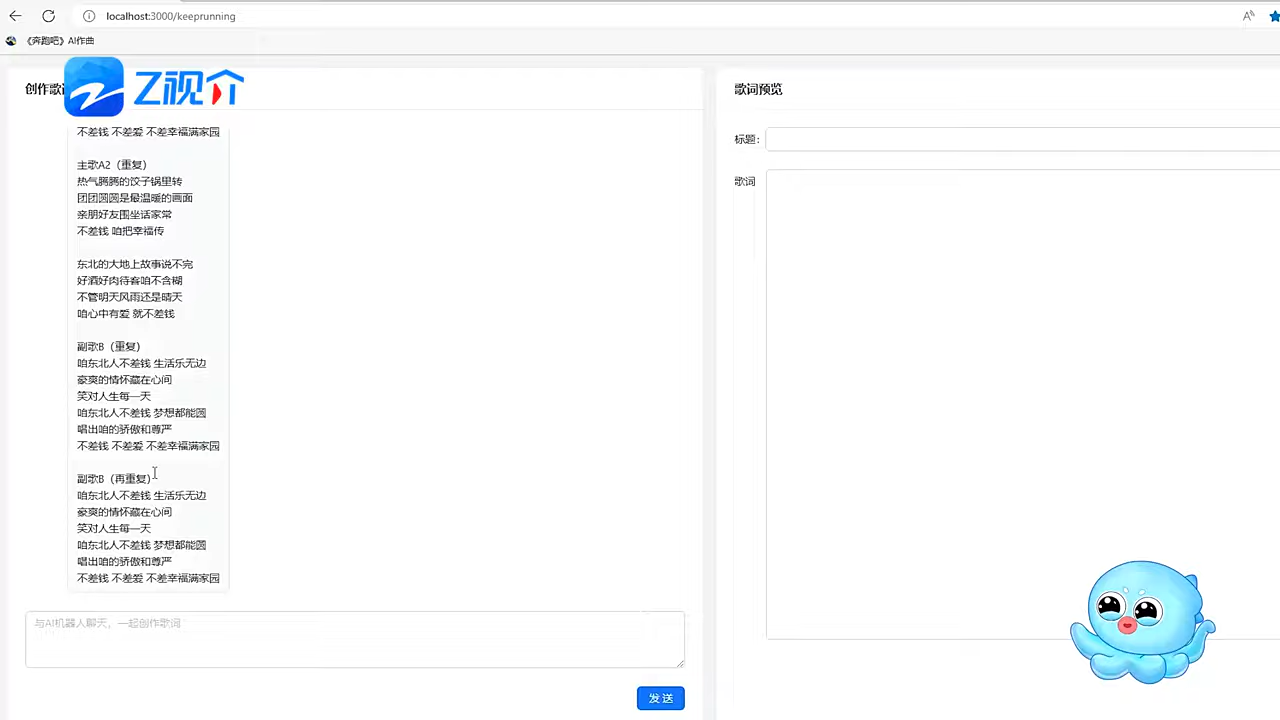 localhost:3000/keeprunning
《奔跑吧》AI作曲
创作歌
Z视介
不差钱 不差爱 不差幸福满家园
主歌A2（重复）
热气腾腾的饺子锅里转
团团圆圆是最温暖的画面
亲朋好友围坐话家常
不差钱 咱把幸福传
东北的大地上故事说不完
好酒好肉待客咱不含糊
不管明天风雨还是晴天
咱心中有爱 就不差钱
副歌B（重复）
咱东北人不差钱 生活乐无边
豪爽的情怀藏在心间
笑对人生每一天
咱东北人不差钱 梦想都能圆
唱出咱的骄傲和尊严
不差钱 不差爱 不差幸福满家园
副歌B（再重复）
咱东北人不差钱 生活乐无边
豪爽的情怀藏在心间
笑对人生每一天
咱东北人不差钱 梦想都能圆
唱出咱的骄傲和尊严
不差钱 不差爱 不差幸福满家园
与AI机器人聊天，一起创作歌词
发 送
歌词预览
标题：
歌词